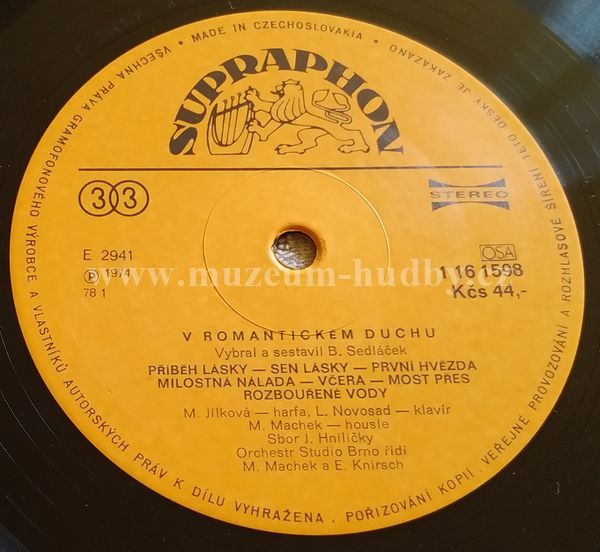 VŠECHNA PRÁVA GRAMOFONOVÉHO VÝROBCE A VLASTNÍKŮ AUTORSKÝCH PRÁV K DÍLU VYHRAŽENA. POŘIZOVÁNÍ KOPIÍ, VEŘEJNÉ PROVOZOVÁNÍ A ROZHLASOVÉ ŠÍŘENÍ TÉTO DESKY JE ZAKÁZÁNO • MADE IN CZECHOSLOVAKIA •
SUPRAPHON
33
STEREO
E 2941
Ⓟ 1974
78 1
OSA
1 16 1598
Kčs 44,-
www.muzeum-hudby.cz
V ROMANTICKÉM DUCHU
Vybral a sestavil B. Sedláček
PŘÍBĚH LÁSKY — SEN LÁSKY — PRVNÍ HVĚZDA
MILOSTNÁ NÁLADA — VČERA — MOST PŘES
ROZBOUŘENÉ VODY
M. Jílková — harfa, L. Novosad — klavír
M. Machek — housle
Sbor J. Hniličky
Orchestr Studio Brno řídí
M. Machek a E. Knirsch